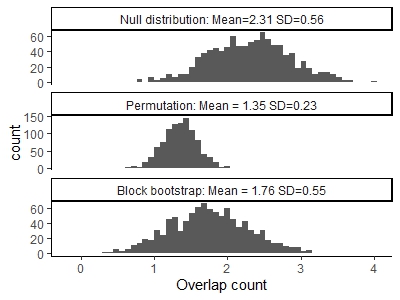 Null distribution: Mean=2.31 SD=0.56
60
40
20
0
Permutation: Mean = 1.35 SD=0.23
150
100
50
0
count
Block bootstrap: Mean = 1.76 SD=0.55
60
40
20
0
0 1 2 3 4
Overlap count